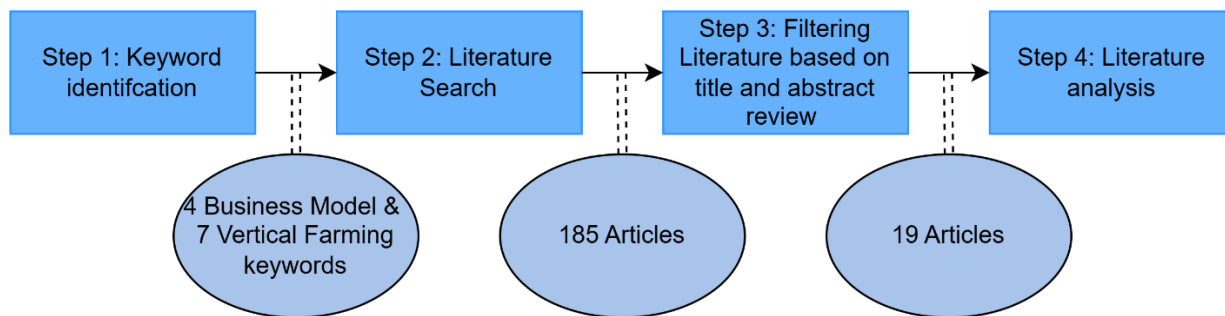 Step 1: Keyword
identifcation
Step 2: Literature
Search
Step 3: Filtering
Literature based on
title and abstract
review
Step 4: Literature
analysis
4 Business Model &
7 Vertical Farming
keywords
185 Articles
19 Articles